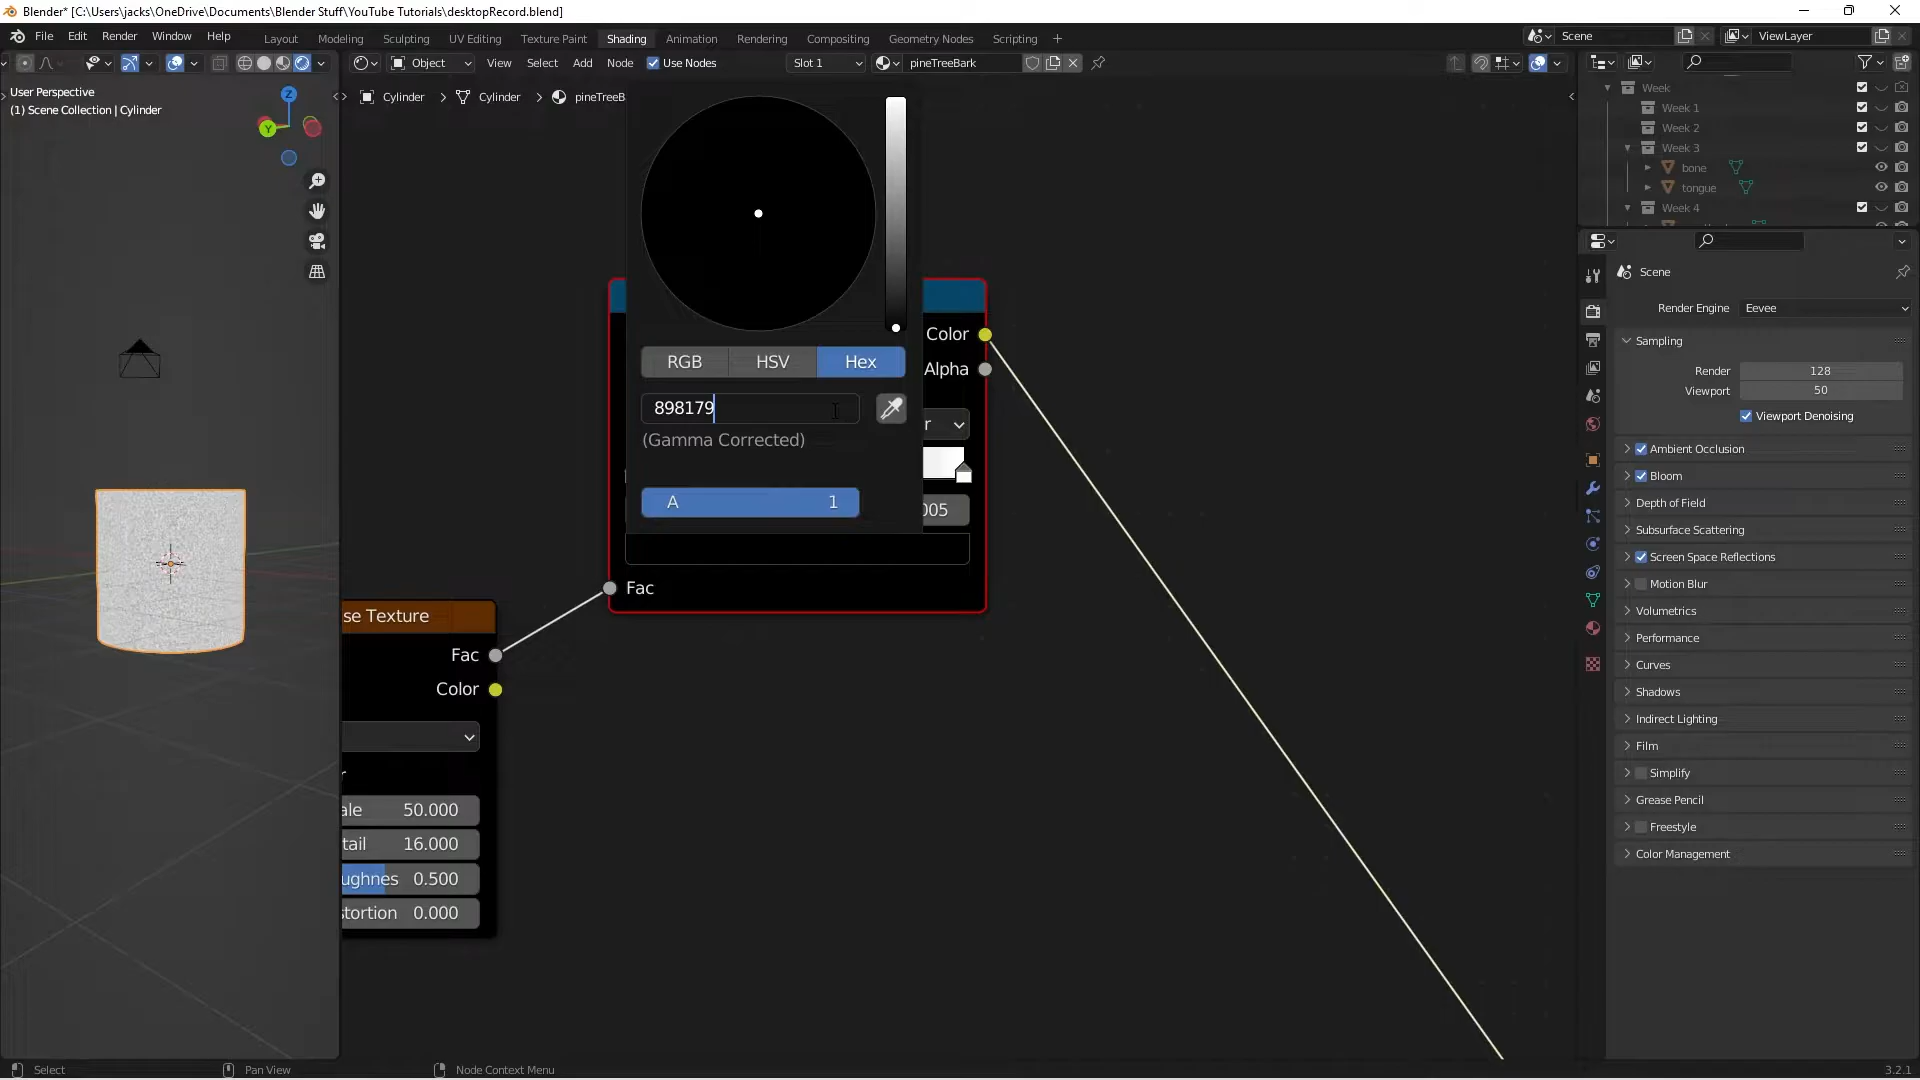 Blender* [C:\Users\jacks\OneDrive\Documents\Blender Stuff\YouTube Tutorials\desktopRecord.blend]
File Edit Render Window Help Layout Modeling Sculpting UV Editing Texture Paint Shading Animation Rendering Compositing Geometry Nodes Scripting + Scene ViewLayer
Object View Select Add Node Use Nodes Slot 1 pineTreeBark
User Perspective
(1) Scene Collection | Cylinder
Z
Y
Cylinder > Cylinder > pineTreeB
Week
Week 1
Week 2
Week 3
bone
tongue
Week 4
Color
Alpha
RGB HSV Hex
898179
(Gamma Corrected)
A 1
r
005
Fac
se Texture
Fac
Color
r
ale 50.000
tail 16.000
ughnes 0.500
stortion 0.000
Scene
Render Engine Eevee
Sampling
Render 128
Viewport 50
Viewport Denoising
Ambient Occlusion
Bloom
Depth of Field
Subsurface Scattering
Screen Space Reflections
Motion Blur
Volumetrics
Performance
Curves
Shadows
Indirect Lighting
Film
Simplify
Grease Pencil
Freestyle
Color Management
Select Pan View Node Context Menu 3.2.1